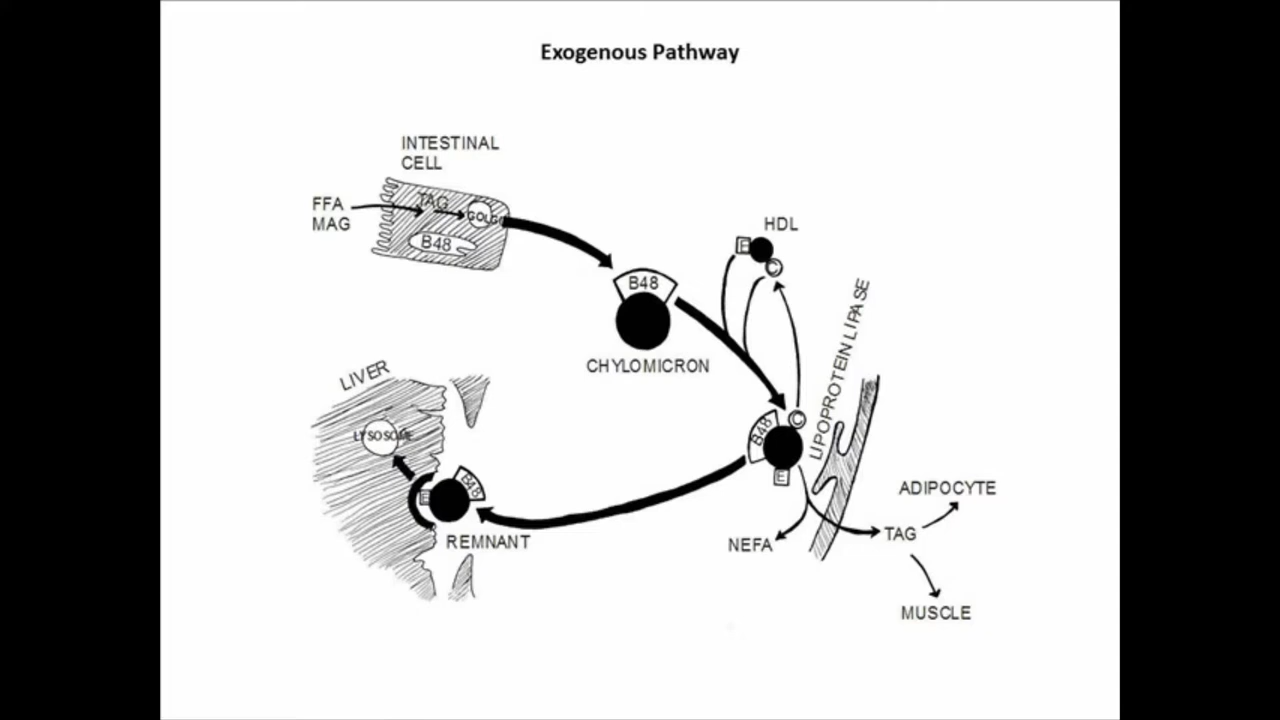 Exogenous Pathway
INTESTINAL
CELL
FFA
MAG
TAG
GOLGI
B48
HDL
E
C
B48
CHYLOMICRON
LIPOPROTEIN LIPASE
LIVER
LYSOSOME
E
B48
REMNANT
B48
C
E
NEFA
TAG
ADIPOCYTE
MUSCLE